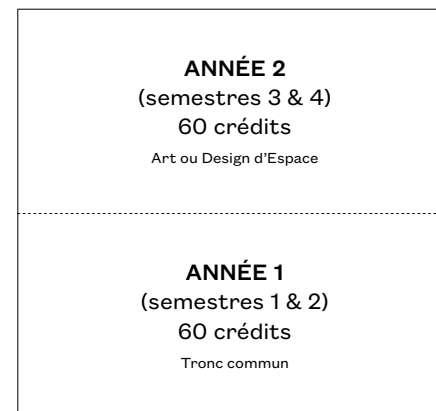 ANNÉE 2
(semestres 3 & 4)
60 crédits
Art ou Design d’Espace
ANNÉE 1
(semestres 1 & 2)
60 crédits
Tronc commun